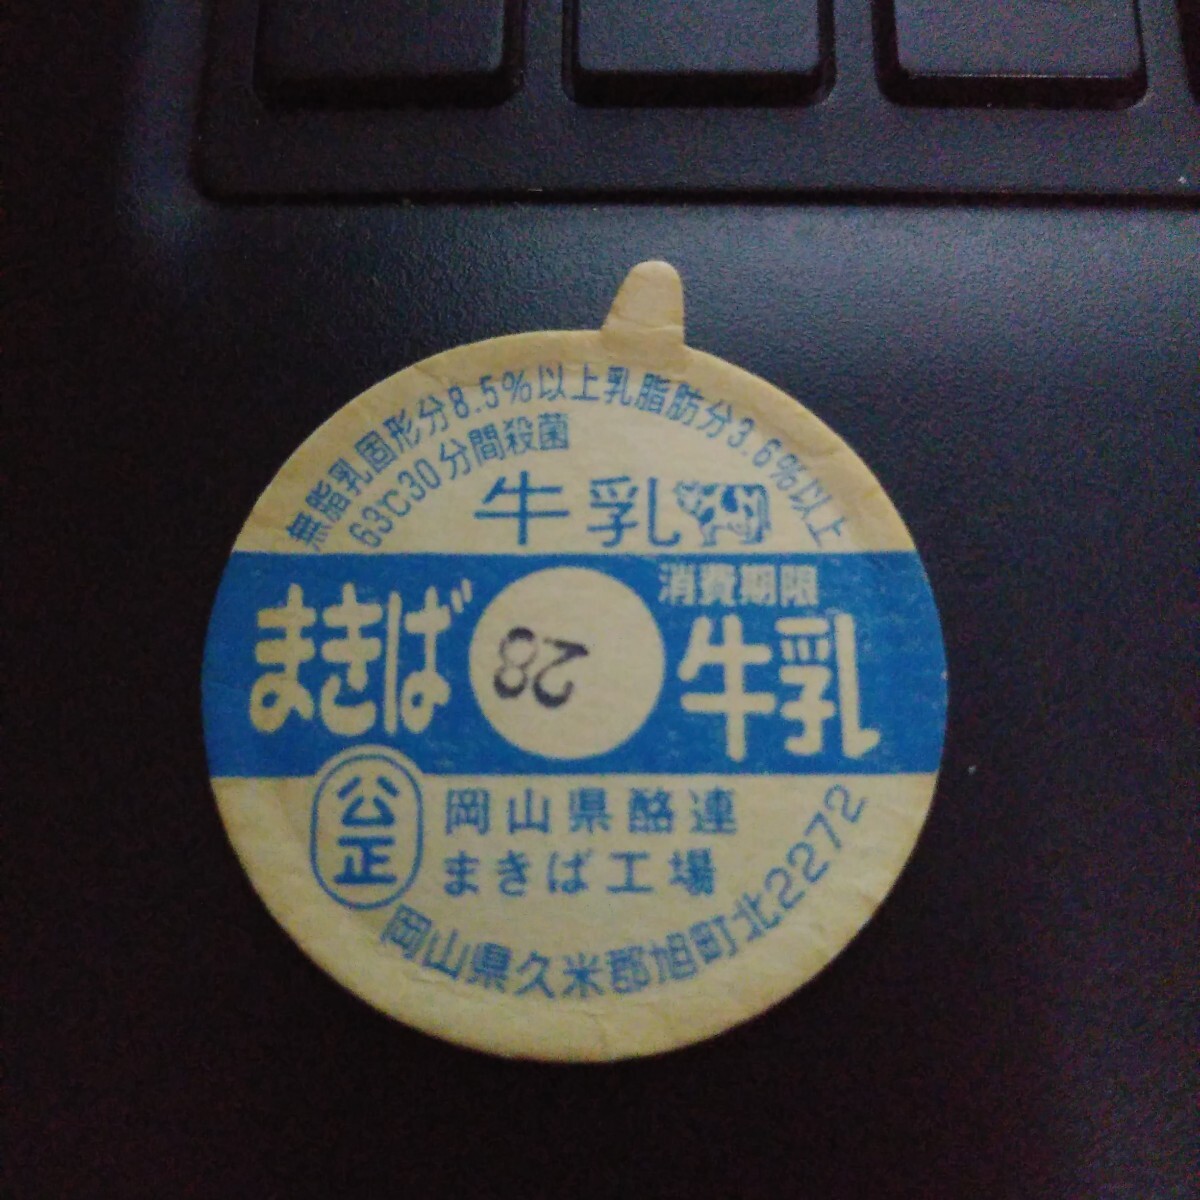 無脂乳固形分8.5%以上乳脂肪分3.6%以上
63℃30分間殺菌
牛乳
消費期限
まきば
28
牛乳
公正
岡山県酪連
まきば工場
岡山県久米郡旭町北2272